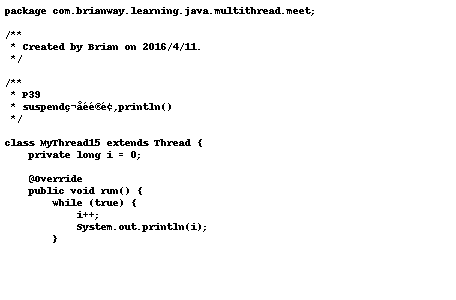 package com.brianway.learning.java.multithread.meet;
/**
 * Created by Brian on 2016/4/11.
 */
/**
 * P39
 * suspendç¬åéé®é¢,println()
 */
class MyThread15 extends Thread {
    private long i = 0;
    @Override
    public void run() {
        while (true) {
            i++;
            System.out.println(i);
        }